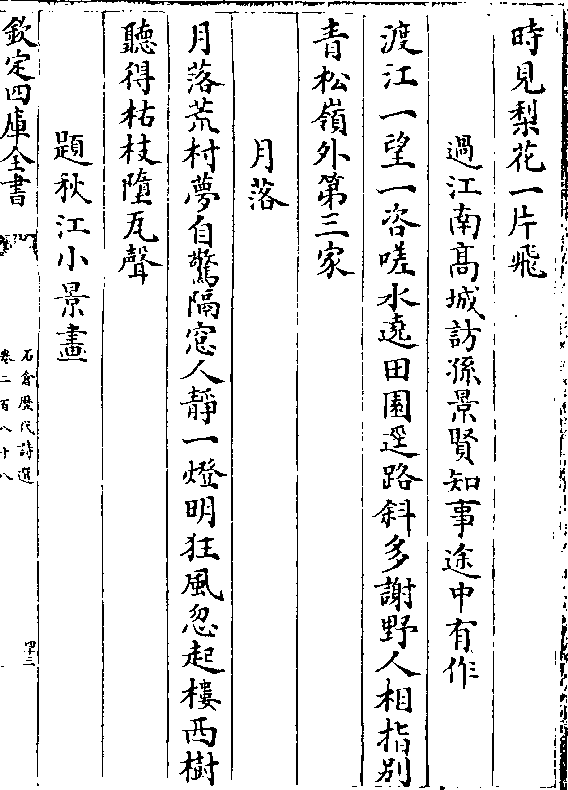 時見梨花一片飛
過江南高城訪孫景賢知事途中有作
渡江一望一咨嗟水遶田園逕路斜多謝野人相指別
青松嶺外第三家
月落
月落荒村夢自驚隔窓人靜一燈明狂風忽起樓西樹
聽得枯枝墮瓦聲
題秋江小景畫
欽定四庫全書
石倉歷代詩選
卷二百八十八
四十三